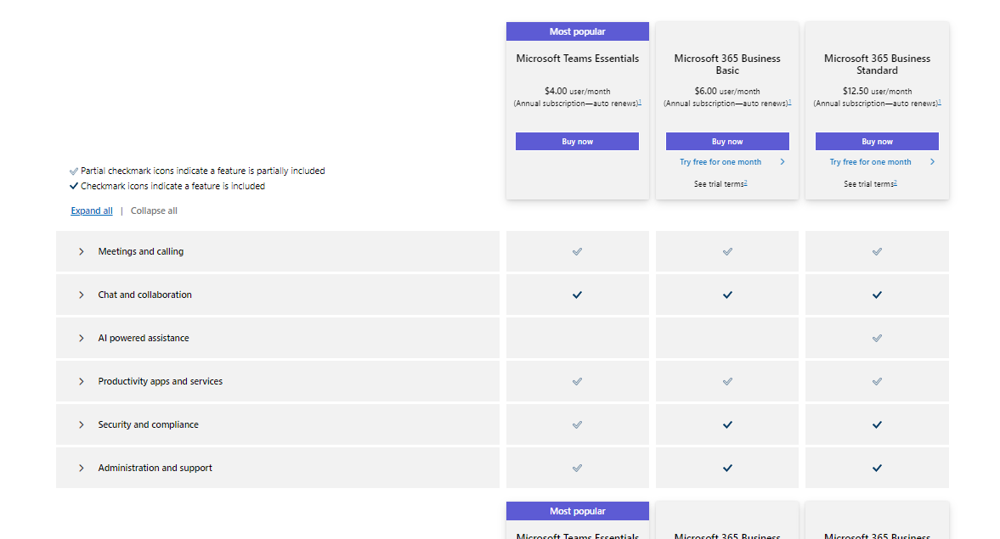 Most popular
Microsoft Teams Essentials
$4.00 user/month
(Annual subscription—auto renews)1
Buy now
Microsoft 365 Business
Basic
$6.00 user/month
(Annual subscription—auto renews)1
Buy now
Try free for one month
See trial terms2
Microsoft 365 Business
Standard
$12.50 user/month
(Annual subscription—auto renews)1
Buy now
Try free for one month
See trial terms2
Partial checkmark icons indicate a feature is partially included
Checkmark icons indicate a feature is included
Expand all | Collapse all
Meetings and calling
Chat and collaboration
AI powered assistance
Productivity apps and services
Security and compliance
Administration and support
Most popular
Microsoft Teams Essentials
Microsoft 365 Business
Microsoft 365 Business